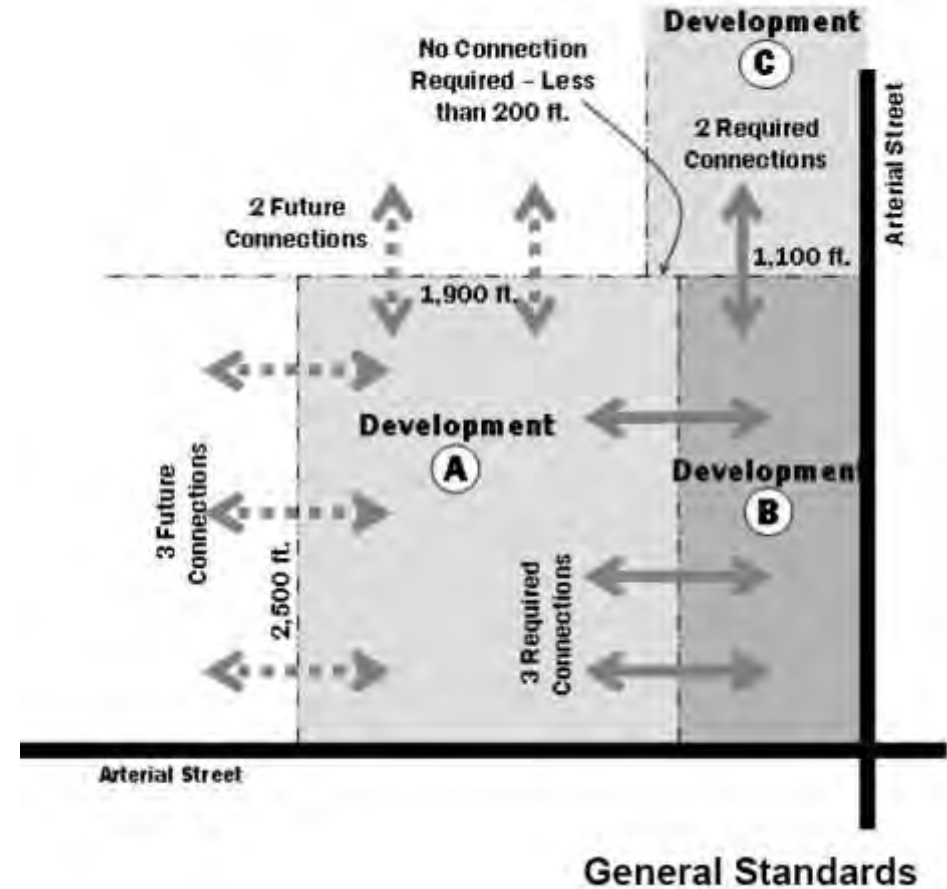 Development
C
No Connection
Required – Less
than 200 ft.
2 Required
Connections
Arterial Street
2 Future
Connections
1,100 ft.
1,900 ft.
Development
A
Developmen
B
3 Future
Connections
2,500 ft.
3 Required
Connections
Arterial Street
General Standards